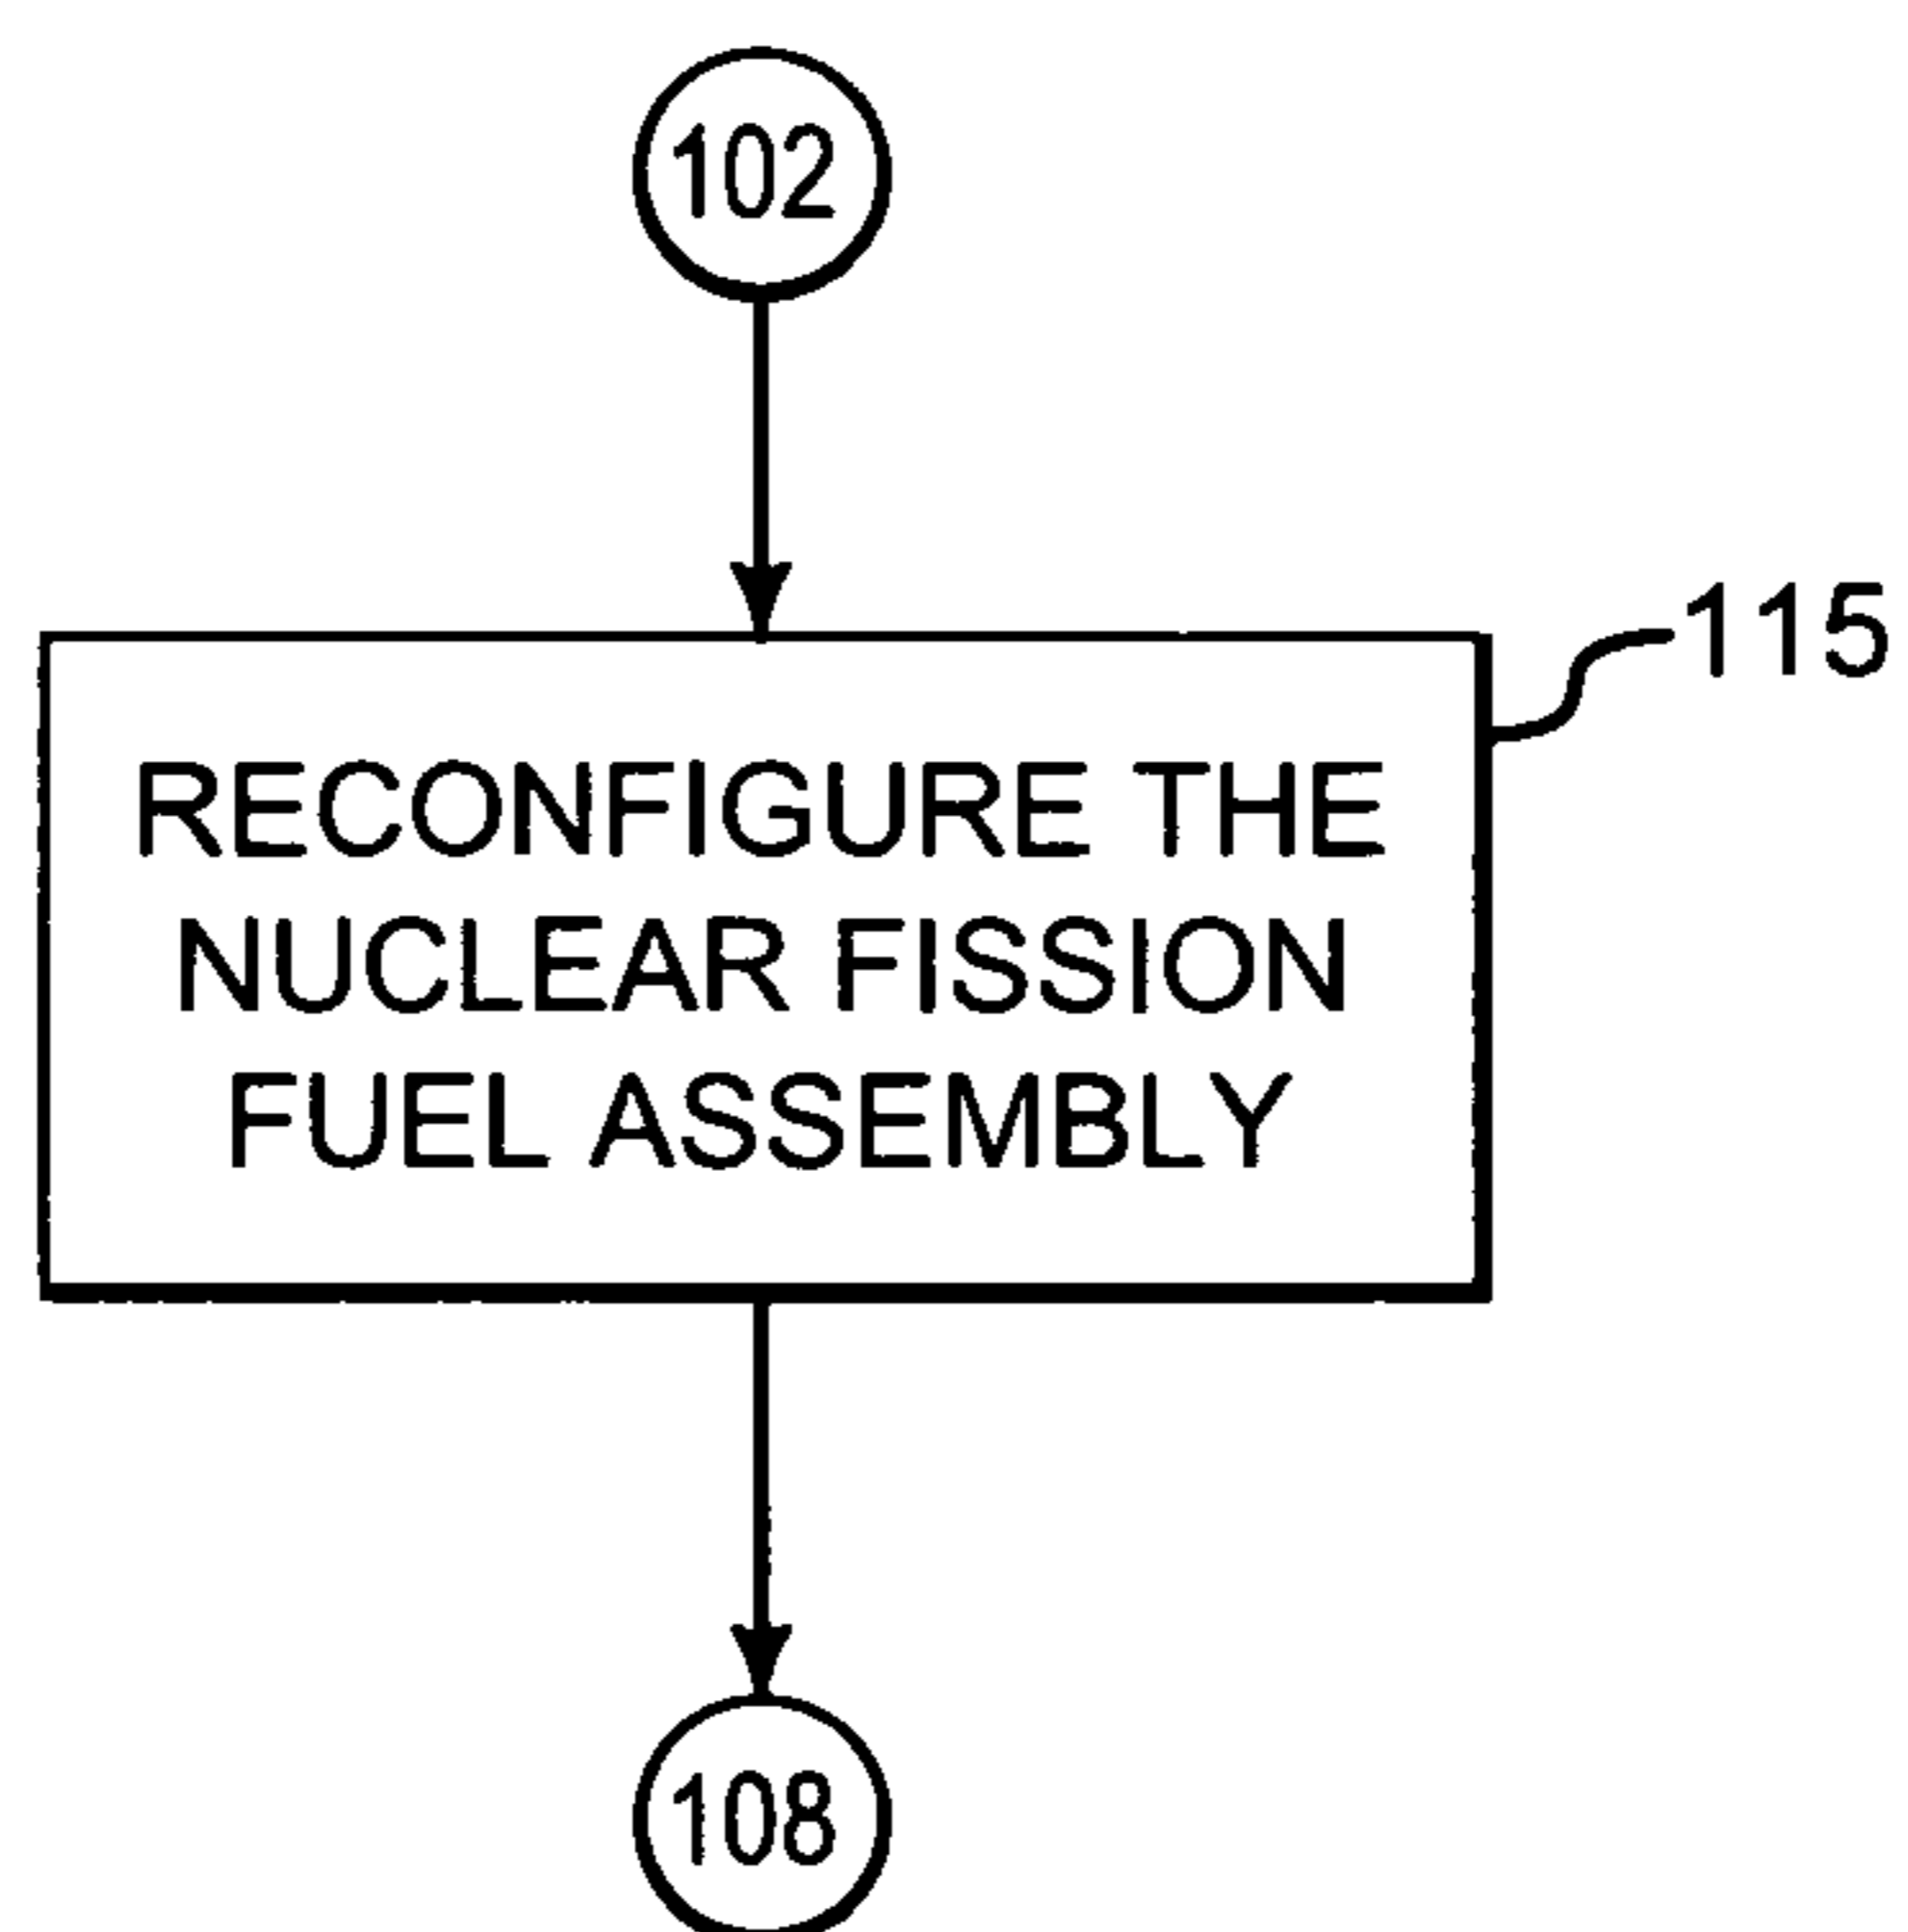 102
115
RECONFIGURE THE
NUCLEAR FISSION
FUEL ASSEMBLY
108